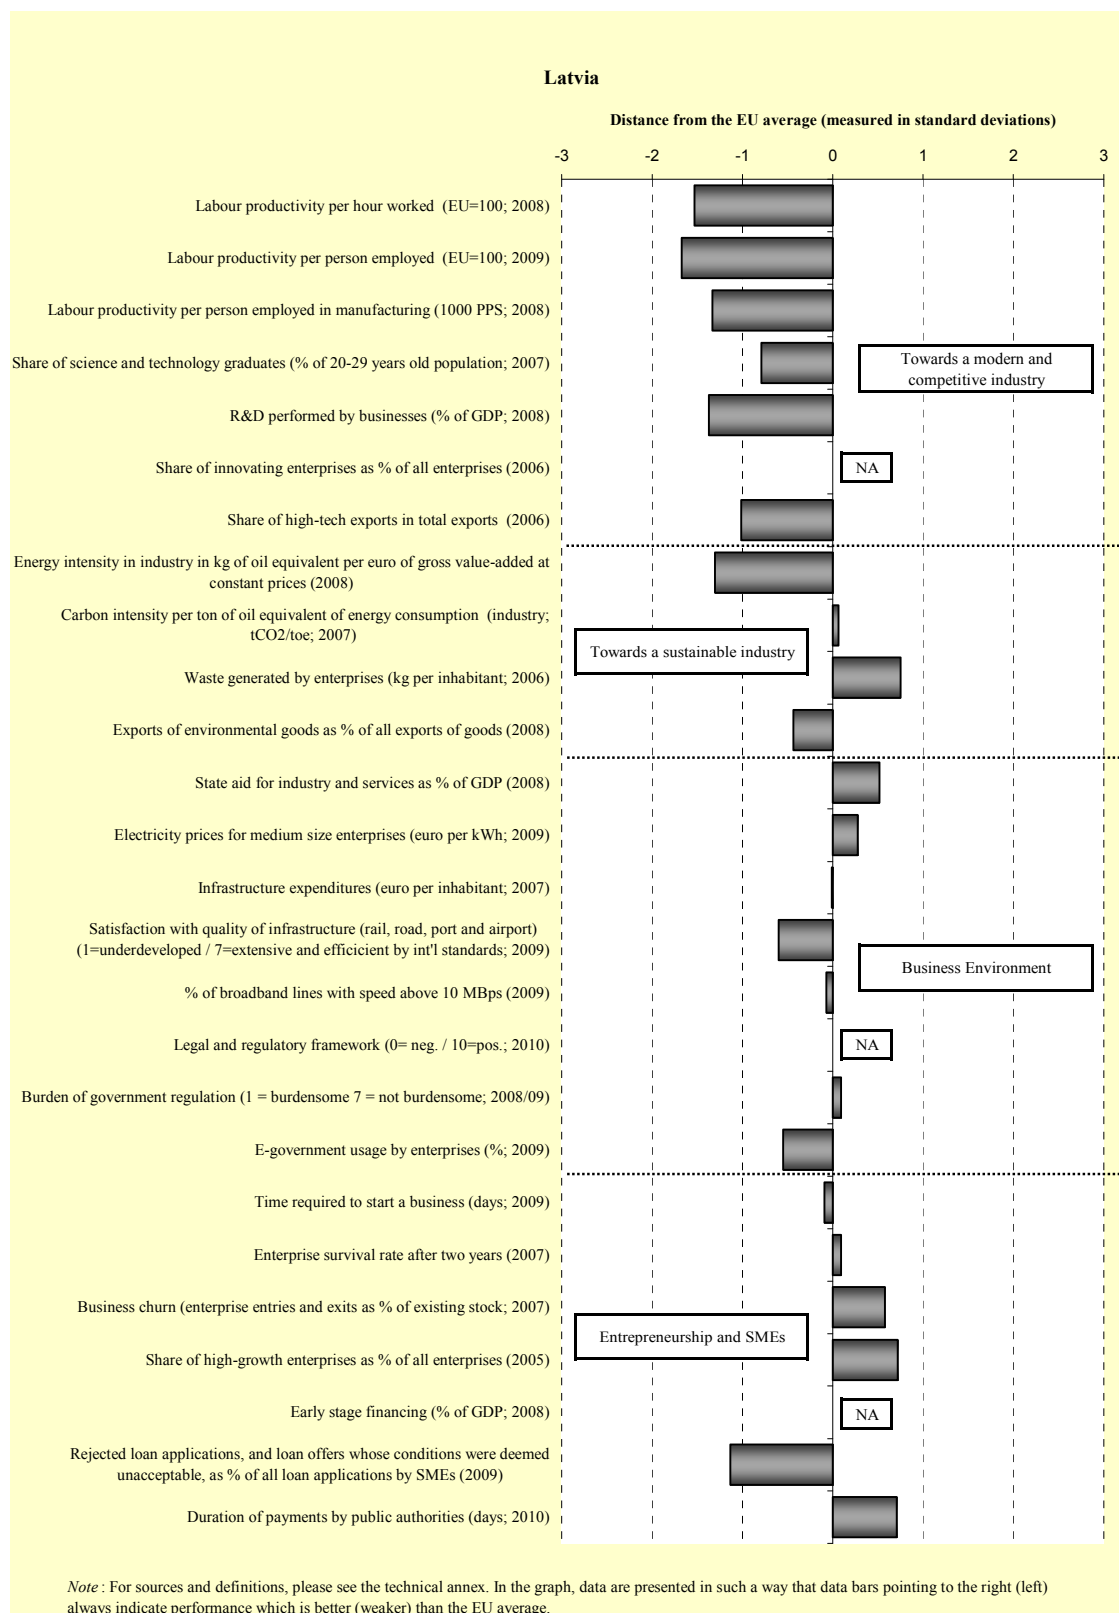 Latvia
Distance from the EU average (measured in standard deviations)
-3 -2 -1 0 1 2 3
Labour productivity per hour worked (EU=100; 2008)
Labour productivity per person employed (EU=100; 2009)
Labour productivity per person employed in manufacturing (1000 PPS; 2008)
Share of science and technology graduates (% of 20-29 years old population; 2007)
Towards a modern and
competitive industry
R&D performed by businesses (% of GDP; 2008)
Share of innovating enterprises as % of all enterprises (2006)
NA
Share of high-tech exports in total exports (2006)
Energy intensity in industry in kg of oil equivalent per euro of gross value-added at
constant prices (2008)
Carbon intensity per ton of oil equivalent of energy consumption (industry;
tCO2/toe; 2007)
Towards a sustainable industry
Waste generated by enterprises (kg per inhabitant; 2006)
Exports of environmental goods as % of all exports of goods (2008)
State aid for industry and services as % of GDP (2008)
Electricity prices for medium size enterprises (euro per kWh; 2009)
Infrastructure expenditures (euro per inhabitant; 2007)
Satisfaction with quality of infrastructure (rail, road, port and airport)
(1=underdeveloped / 7=extensive and efficicient by int'l standards; 2009)
Business Environment
% of broadband lines with speed above 10 MBps (2009)
Legal and regulatory framework (0= neg. / 10=pos.; 2010)
NA
Burden of government regulation (1 = burdensome 7 = not burdensome; 2008/09)
E-government usage by enterprises (%; 2009)
Time required to start a business (days; 2009)
Enterprise survival rate after two years (2007)
Business churn (enterprise entries and exits as % of existing stock; 2007)
Entrepreneurship and SMEs
Share of high-growth enterprises as % of all enterprises (2005)
Early stage financing (% of GDP; 2008)
NA
Rejected loan applications, and loan offers whose conditions were deemed
unacceptable, as % of all loan applications by SMEs (2009)
Duration of payments by public authorities (days; 2010)
Note : For sources and definitions, please see the technical annex. In the graph, data are presented in such a way that data bars pointing to the right (left)
always indicate performance which is better (weaker) than the EU average.